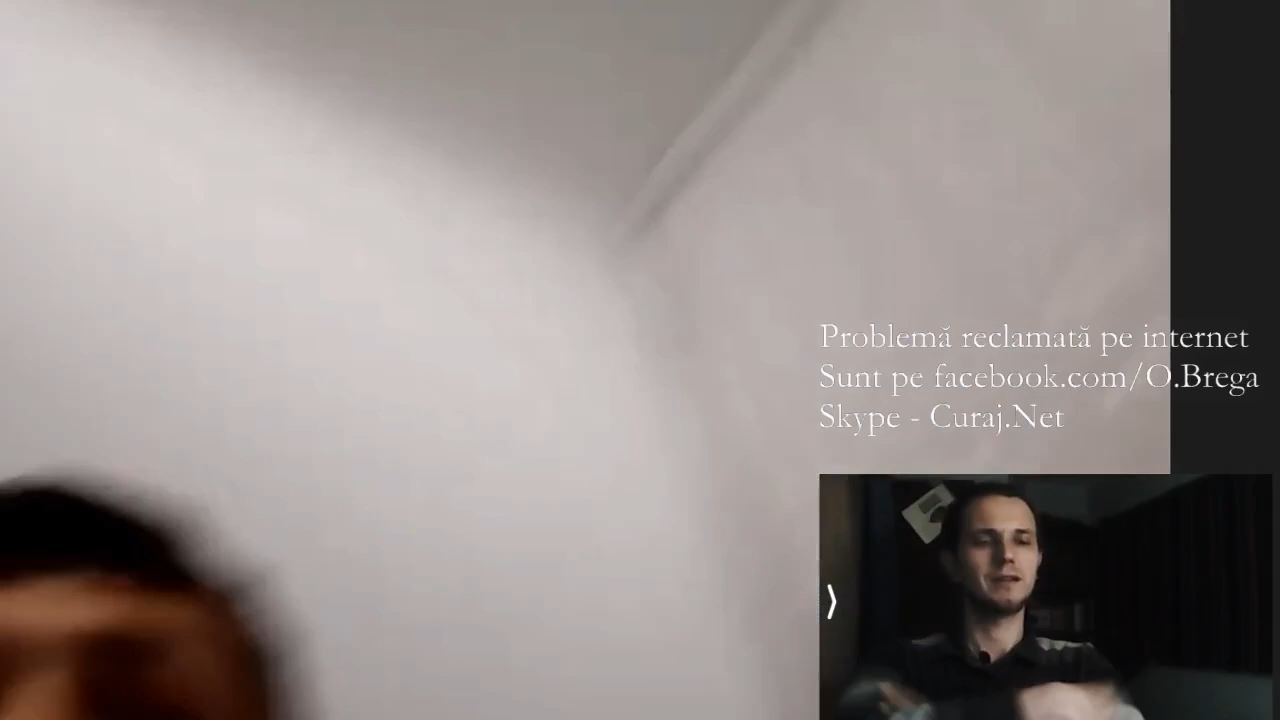 Problemă reclamată pe internet
Sunt pe facebook.com/O.Brega
Skype - Curaj.Net